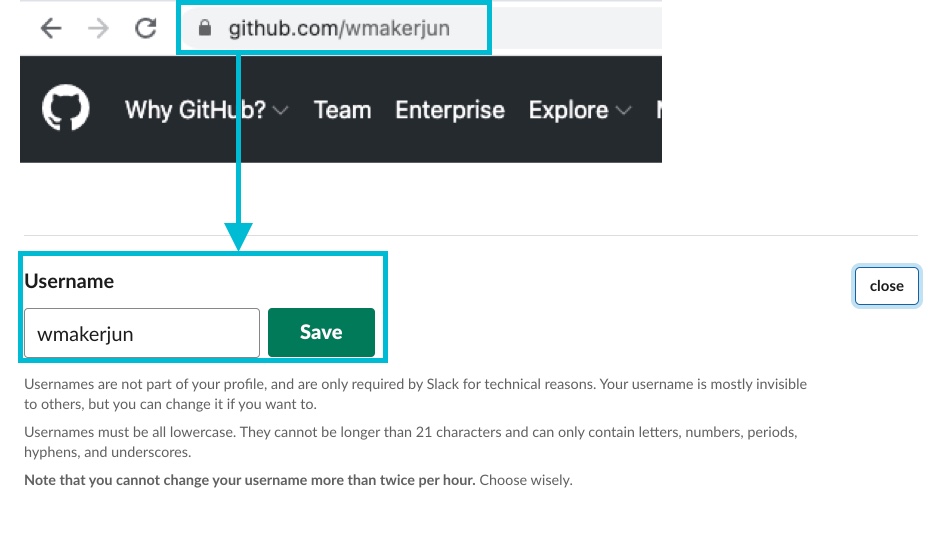 github.com/wmakerjun
Why GitHub? Team Enterprise Explore
Username
close
wmakerjun
Save
Usernames are not part of your profile, and are only required by Slack for technical reasons. Your username is mostly invisible
to others, but you can change it if you want to.
Usernames must be all lowercase. They cannot be longer than 21 characters and can only contain letters, numbers, periods,
hyphens, and underscores.
Note that you cannot change your username more than twice per hour. Choose wisely.